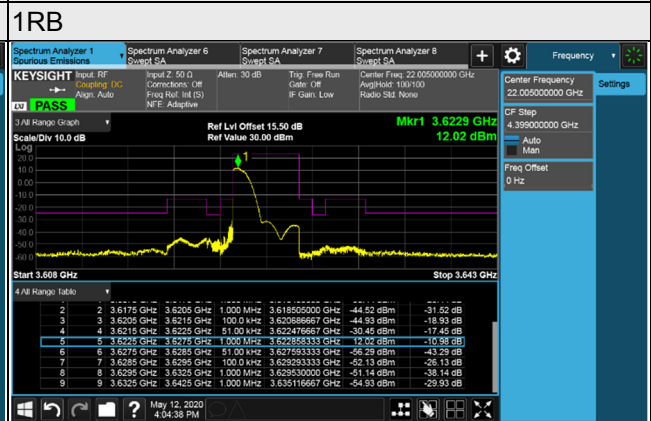 1RB
Spectrum Analyzer 1
Spurious Emissions
Spectrum Analyzer 6
Swept SA
Spectrum Analyzer 7
Swept SA
Spectrum Analyzer 8
Swept SA
+
Frequency
KEYSIGHT
Input: RF
Coupling: DC
Align: Auto
Input Z: 50 Ω
Corrections: Off
Freq Ref: Int (S)
NFE: Adaptive
Atten: 30 dB
Trig: Free Run
Gate: Off
IF Gain: Low
Center Freq: 22.005000000 GHz
Avg|Hold: 100/100
Radio Std: None
LXI PASS
Center Frequency
22.005000000 GHz
Settings
CF Step
4.399000000 GHz
Auto
Man
Freq Offset
0 Hz
3 All Range Graph
Scale/Div 10.0 dB
Ref Lvl Offset 15.50 dB
Ref Value 30.00 dBm
Mkr1 3.6229 GHz
12.02 dBm
Log
20.0
10.0
0.00
-10.0
-20.0
-30.0
-40.0
-50.0
1
Start 3.608 GHz
Stop 3.643 GHz
4 All Range Table
2 2 3.6175 GHz 3.6205 GHz 1.000 MHz 3.618505000 GHz -44.52 dBm -31.52 dB
3 3 3.6205 GHz 3.6215 GHz 100.0 kHz 3.620686667 GHz -44.93 dBm -18.93 dB
4 4 3.6215 GHz 3.6225 GHz 51.00 kHz 3.622476667 GHz -30.45 dBm -17.45 dB
5 5 3.6225 GHz 3.6275 GHz 1.000 MHz 3.622858333 GHz 12.02 dBm -10.98 dB
6 6 3.6275 GHz 3.6285 GHz 51.00 kHz 3.627593333 GHz -56.29 dBm -43.29 dB
7 7 3.6285 GHz 3.6295 GHz 100.0 kHz 3.629293333 GHz -52.13 dBm -26.13 dB
8 8 3.6295 GHz 3.6325 GHz 1.000 MHz 3.629530000 GHz -51.14 dBm -38.14 dB
9 9 3.6325 GHz 3.6425 GHz 1.000 MHz 3.635116667 GHz -54.93 dBm -29.93 dB
?
May 12, 2020
4:04:38 PM